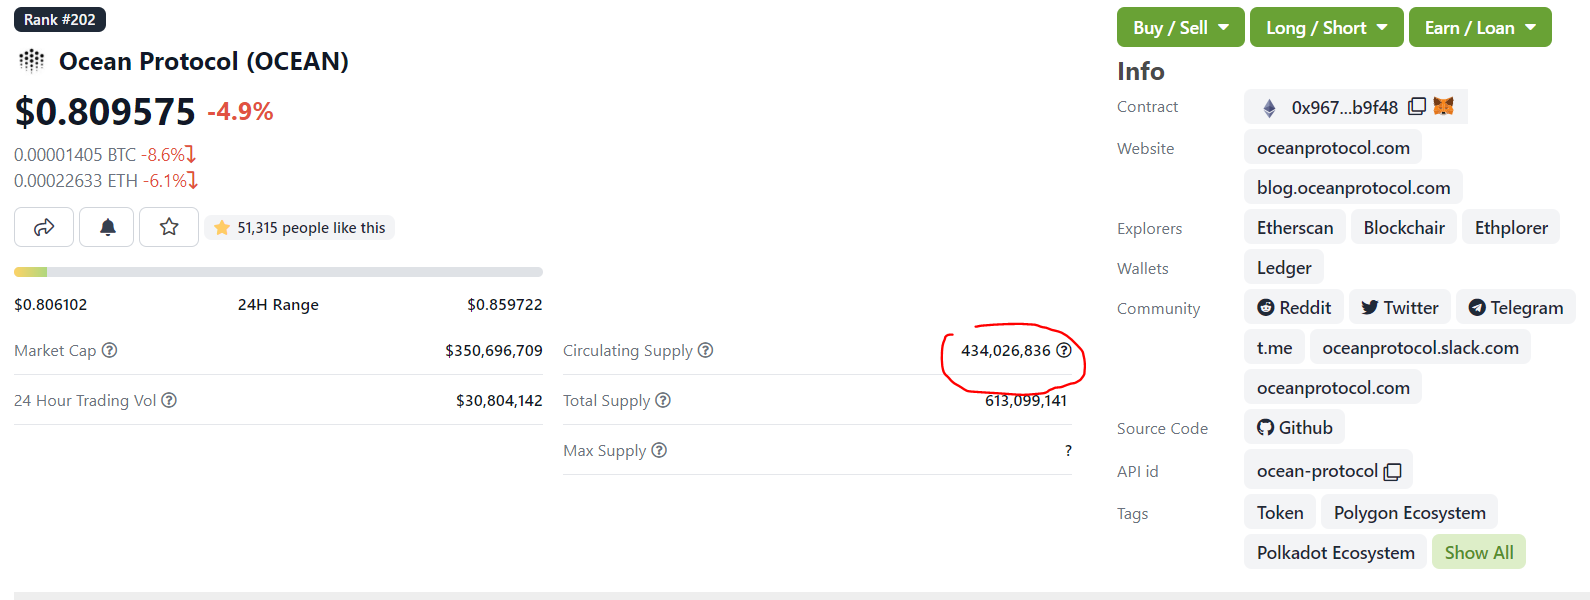 Rank #202
Ocean Protocol (OCEAN)
$0.809575 -4.9%
0.00001405 BTC -8.6%
0.00022633 ETH -6.1%
51,315 people like this
$0.806102 24H Range $0.859722
Market Cap ? $350,696,709
24 Hour Trading Vol ? $30,804,142
Circulating Supply ? 434,026,836 ?
Total Supply ? 613,099,141
Max Supply ? ?
Buy / Sell Long / Short Earn / Loan
Info
Contract 0x967...b9f48
Website oceanprotocol.com
blog.oceanprotocol.com
Explorers Etherscan Blockchair Ethplorer
Wallets Ledger
Community Reddit Twitter Telegram
t.me oceanprotocol.slack.com
oceanprotocol.com
Source Code Github
API id ocean-protocol
Tags Token Polygon Ecosystem
Polkadot Ecosystem Show All